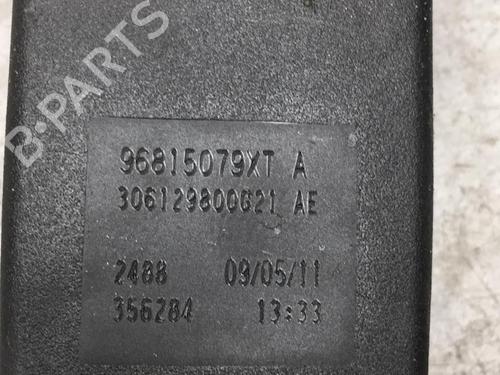 B-PARTS
96815079XT A
306129800621 AE
2488 09/05/11
356284 13:33